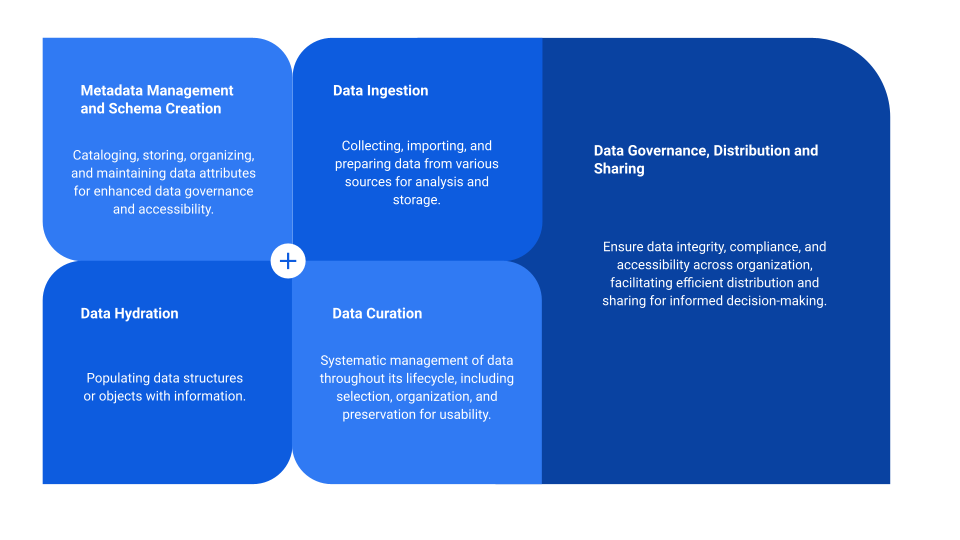 Metadata Management
and Schema Creation
Cataloging, storing, organizing,
and maintaining data attributes
for enhanced data governance
and accessibility.
Data Ingestion
Collecting, importing, and
preparing data from various
sources for analysis and
storage.
Data Governance, Distribution and
Sharing
Ensure data integrity, compliance, and
accessibility across organization,
facilitating efficient distribution and
sharing for informed decision-making.
Data Hydration
Populating data structures
or objects with information.
Data Curation
Systematic management of data
throughout its lifecycle, including
selection, organization, and
preservation for usability.